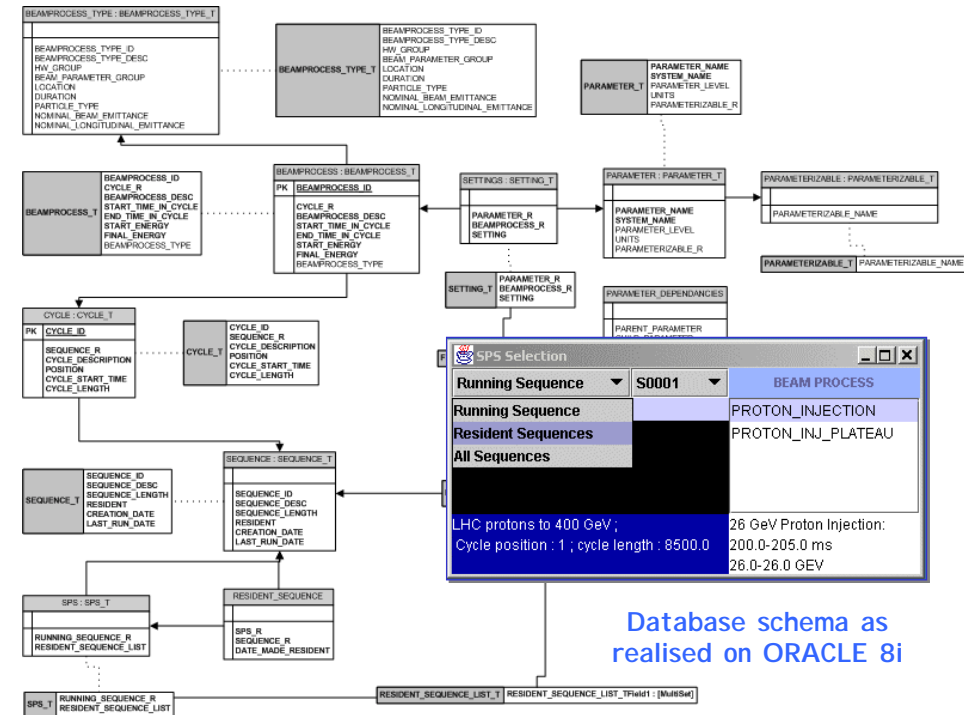 BEAMPROCESS_TYPE : BEAMPROCESS_TYPE_T
BEAMPROCESS_TYPE_ID
BEAMPROCESS_TYPE_DESC
HW_GROUP
BEAM_PARAMETER_GROUP
LOCATION
DURATION
PARTICLE_TYPE
NOMINAL_BEAM_EMITTANCE
NOMINAL_LONGITUDINAL_EMITTANCE
BEAMPROCESS_TYPE_T
BEAMPROCESS_TYPE_ID
BEAMPROCESS_TYPE_DESC
HW_GROUP
BEAM_PARAMETER_GROUP
LOCATION
DURATION
PARTICLE_TYPE
NOMINAL_BEAM_EMITTANCE
NOMINAL_LONGITUDINAL_EMITTANCE
PARAMETER_T
PARAMETER_NAME
SYSTEM_NAME
PARAMETER_LEVEL
UNITS
PARAMETERIZABLE_R
BEAMPROCESS_T
BEAMPROCESS_ID
CYCLE_R
BEAMPROCESS_DESC
START_TIME_IN_CYCLE
END_TIME_IN_CYCLE
START_ENERGY
FINAL_ENERGY
BEAMPROCESS_TYPE
BEAMPROCESS : BEAMPROCESS_T
PK BEAMPROCESS_ID
CYCLE_R
BEAMPROCESS_DESC
START_TIME_IN_CYCLE
END_TIME_IN_CYCLE
START_ENERGY
FINAL_ENERGY
BEAMPROCESS_TYPE
SETTINGS : SETTING_T
PARAMETER_R
BEAMPROCESS_R
SETTING
PARAMETER : PARAMETER_T
PARAMETER_NAME
SYSTEM_NAME
PARAMETER_LEVEL
UNITS
PARAMETERIZABLE_R
PARAMETERIZABLE : PARAMETERIZABLE_T
PARAMETERIZABLE_NAME
PARAMETERIZABLE_T PARAMETERIZABLE_NAME
SETTING_T
PARAMETER_R
BEAMPROCESS_R
SETTING
PARAMETER_DEPENDANCIES
PARENT_PARAMETER
CYCLE : CYCLE_T
PK CYCLE_ID
SEQUENCE_R
CYCLE_DESCRIPTION
POSITION
CYCLE_START_TIME
CYCLE_LENGTH
CYCLE_T
CYCLE_ID
SEQUENCE_R
CYCLE_DESCRIPTION
POSITION
CYCLE_START_TIME
CYCLE_LENGTH
SPS Selection
Running Sequence S0001 BEAM PROCESS
Running Sequence
Resident Sequences
All Sequences
PROTON_INJECTION
PROTON_INJ_PLATEAU
LHC protons to 400 GeV ;
Cycle position : 1 ; cycle length : 8500.0
26 GeV Proton Injection:
200.0-205.0 ms
26.0-26.0 GEV
SEQUENCE_T
SEQUENCE_ID
SEQUENCE_DESC
SEQUENCE_LENGTH
RESIDENT
CREATION_DATE
LAST_RUN_DATE
SEQUENCE : SEQUENCE_T
SEQUENCE_ID
SEQUENCE_DESC
SEQUENCE_LENGTH
RESIDENT
CREATION_DATE
LAST_RUN_DATE
SPS : SPS_T
RUNNING_SEQUENCE_R
RESIDENT_SEQUENCE_LIST
RESIDENT_SEQUENCE
SPS_R
SEQUENCE_R
DATE_MADE_RESIDENT
Database schema as
realised on ORACLE 8i
SPS_T
RUNNING_SEQUENCE_R
RESIDENT_SEQUENCE_LIST
RESIDENT_SEQUENCE_LIST_T RESIDENT_SEQUENCE_LIST_TField1 : [MultiSet]